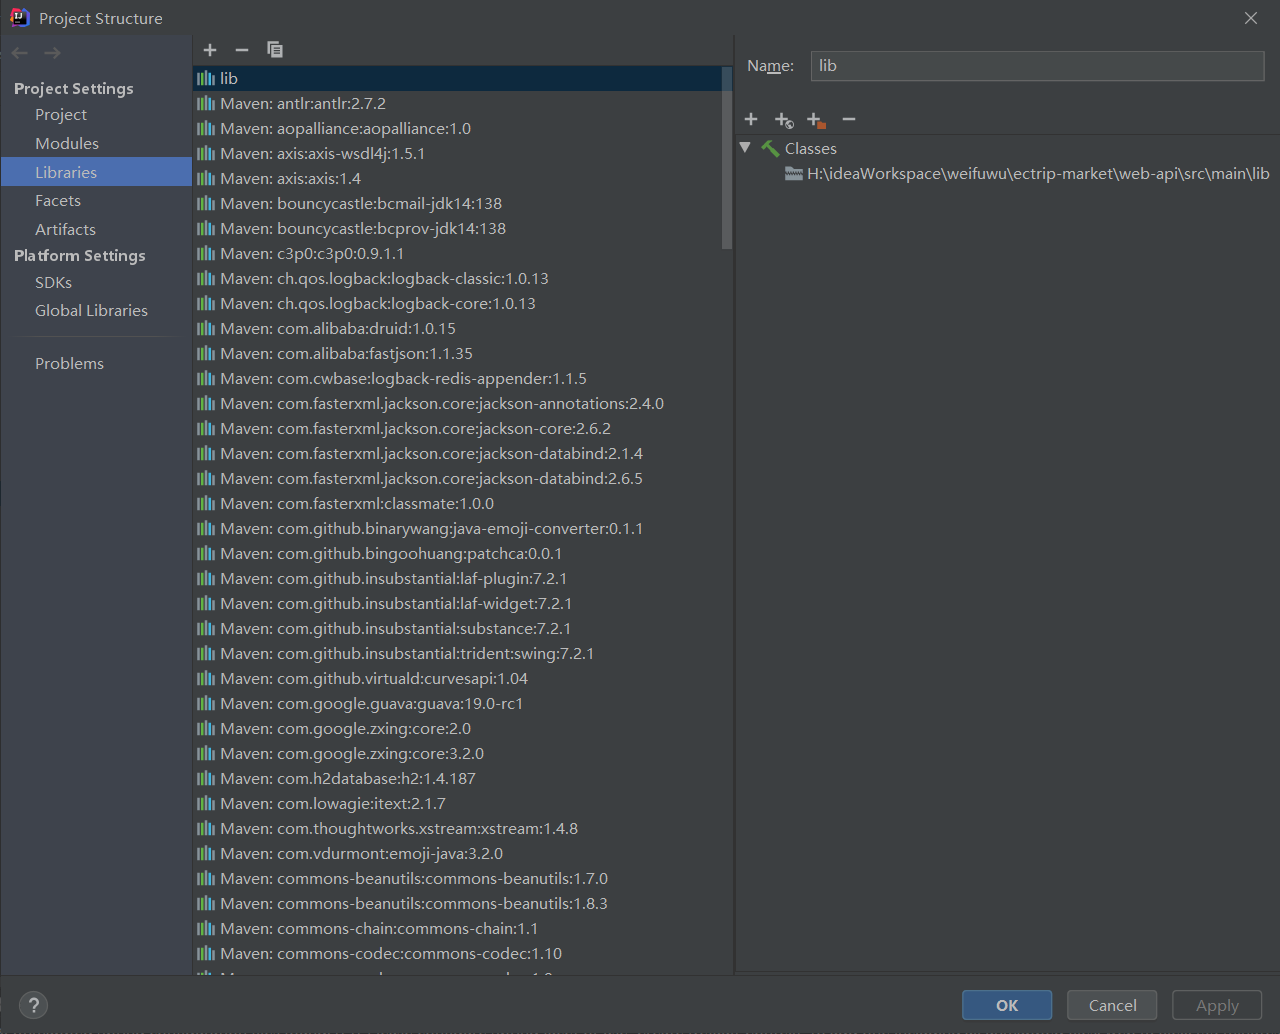 Project Structure
Project Settings
Project
Modules
Libraries
Facets
Artifacts
Platform Settings
SDKs
Global Libraries
Problems
lib
Maven: antlr:antlr:2.7.2
Maven: aopalliance:aopalliance:1.0
Maven: axis:axis-wsdl4j:1.5.1
Maven: axis:axis:1.4
Maven: bouncycastle:bcmail-jdk14:138
Maven: bouncycastle:bcprov-jdk14:138
Maven: c3p0:c3p0:0.9.1.1
Maven: ch.qos.logback:logback-classic:1.0.13
Maven: ch.qos.logback:logback-core:1.0.13
Maven: com.alibaba:druid:1.0.15
Maven: com.alibaba:fastjson:1.1.35
Maven: com.cwbase:logback-redis-appender:1.1.5
Maven: com.fasterxml.jackson.core:jackson-annotations:2.4.0
Maven: com.fasterxml.jackson.core:jackson-core:2.6.2
Maven: com.fasterxml.jackson.core:jackson-databind:2.1.4
Maven: com.fasterxml.jackson.core:jackson-databind:2.6.5
Maven: com.fasterxml:classmate:1.0.0
Maven: com.github.binarywang:java-emoji-converter:0.1.1
Maven: com.github.bingoohuang:patchca:0.0.1
Maven: com.github.insubstantial:laf-plugin:7.2.1
Maven: com.github.insubstantial:laf-widget:7.2.1
Maven: com.github.insubstantial:substance:7.2.1
Maven: com.github.insubstantial:trident:swing:7.2.1
Maven: com.github.virtuald:curvesapi:1.04
Maven: com.google.guava:guava:19.0-rc1
Maven: com.google.zxing:core:2.0
Maven: com.google.zxing:core:3.2.0
Maven: com.h2database:h2:1.4.187
Maven: com.lowagie:itext:2.1.7
Maven: com.thoughtworks.xstream:xstream:1.4.8
Maven: com.vdurmont:emoji-java:3.2.0
Maven: commons-beanutils:commons-beanutils:1.7.0
Maven: commons-beanutils:commons-beanutils:1.8.3
Maven: commons-chain:commons-chain:1.1
Maven: commons-codec:commons-codec:1.10
Name: lib
Classes
H:\ideaWorkspace\weifuwu\ectrip-market\web-api\src\main\lib
? OK Cancel Apply